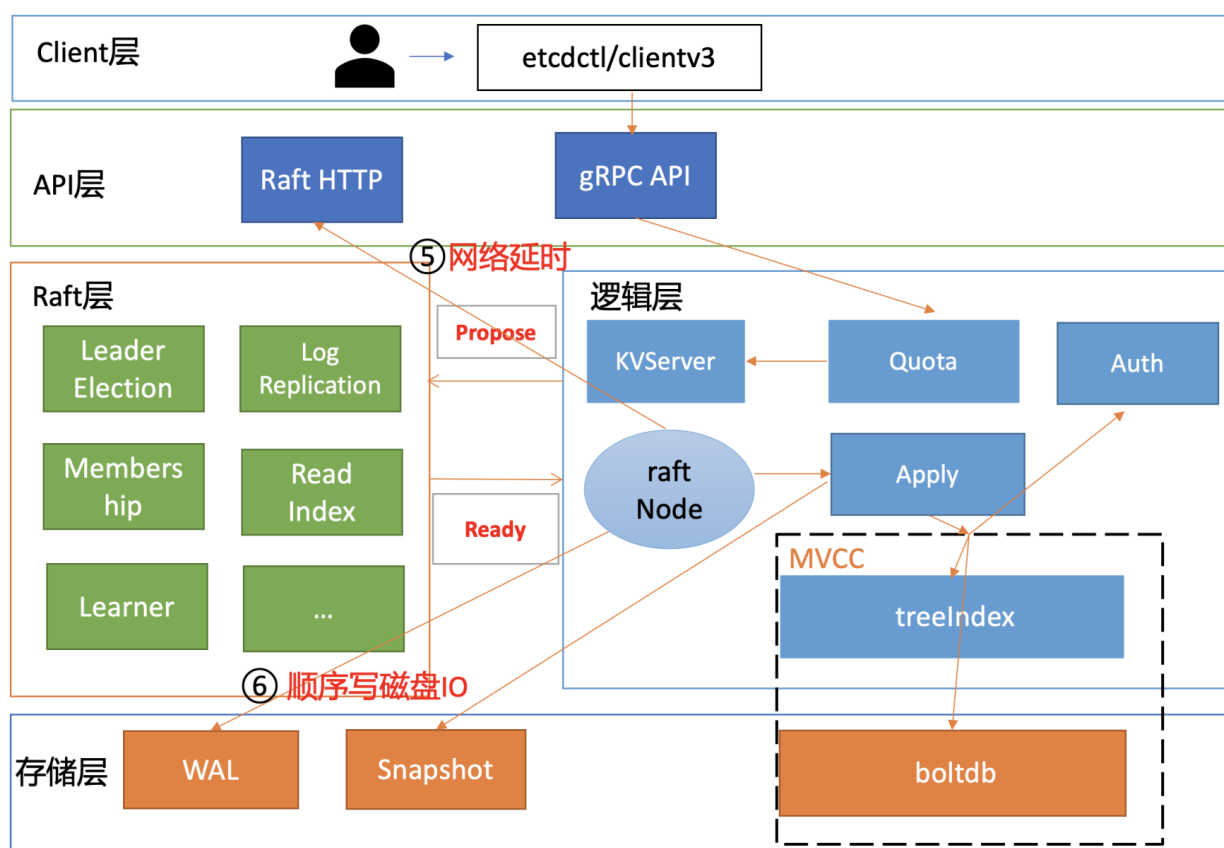 Client层
etcdctl/clientv3
API层
Raft HTTP
gRPC API
⑤ 网络延时
Raft层
Leader
Election
Log
Replication
Members
hip
Read
Index
Learner
...
Propose
Ready
逻辑层
KVServer
Quota
Auth
raft
Node
Apply
MVCC
treeIndex
⑥ 顺序写磁盘IO
存储层
WAL
Snapshot
boltdb